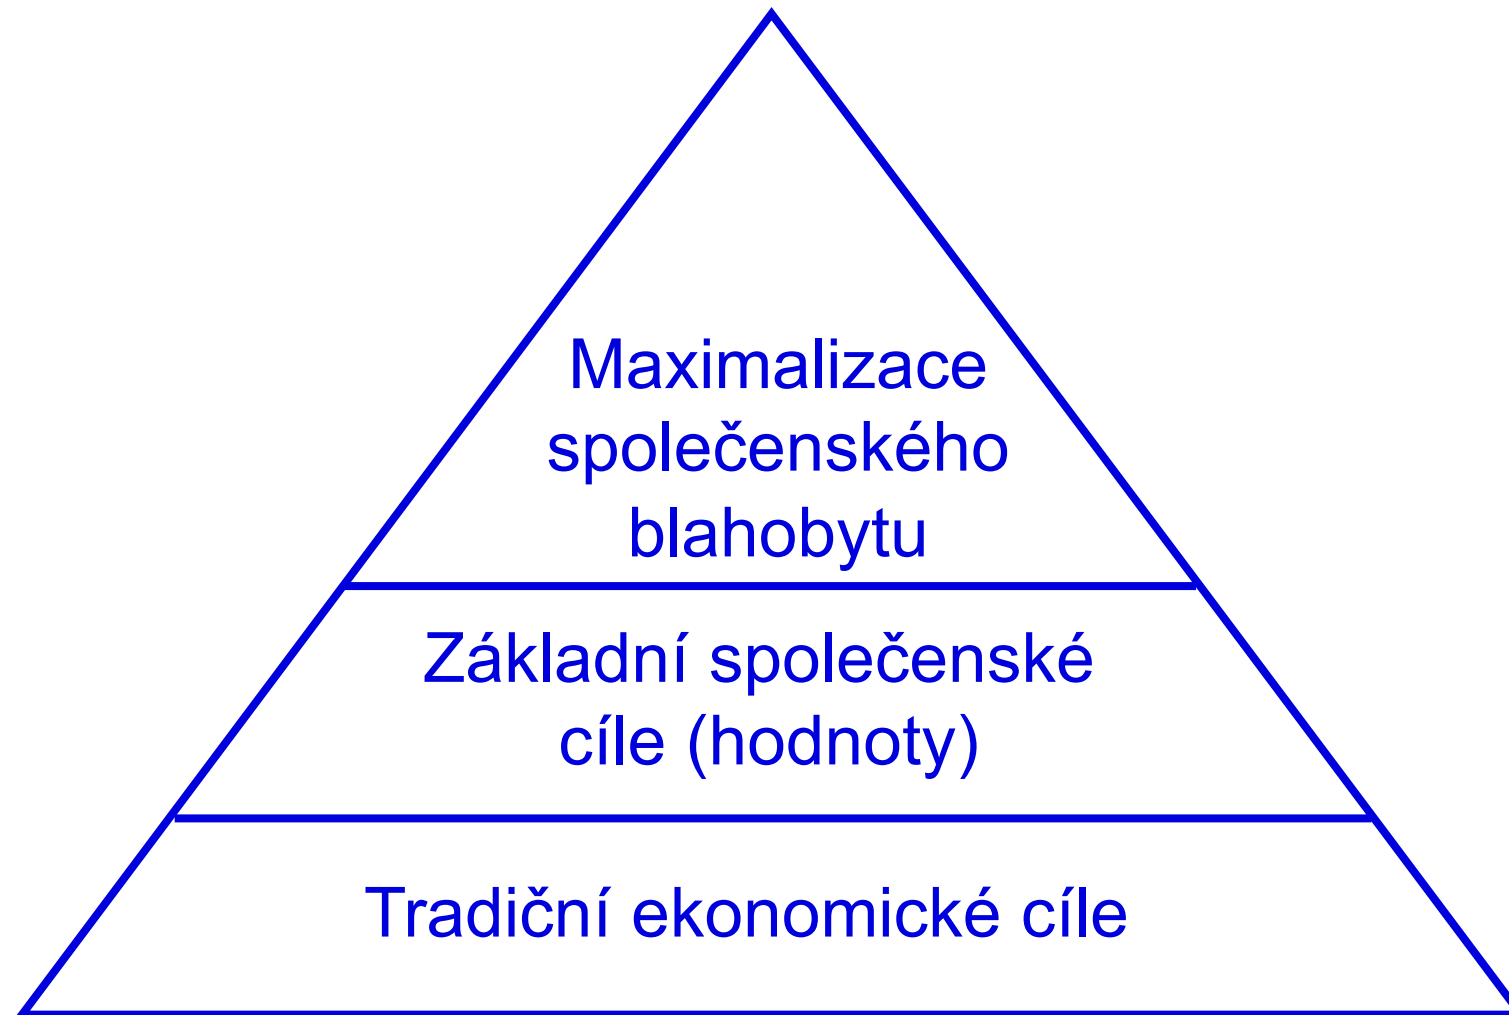 Maximalizace
společenského
blahobytu
Základní společenské
cíle (hodnoty)
Tradiční ekonomické cíle